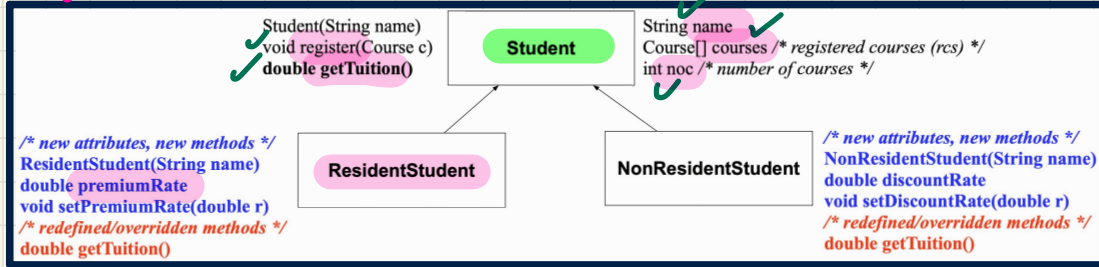 Student(String name)
void register(Course c)
double getTuition()
Student
String name
Course[] courses /* registered courses (rcs) */
int noc /* number of courses */
/* new attributes, new methods */
ResidentStudent(String name)
double premiumRate
void setPremiumRate(double r)
/* redefined/overridden methods */
double getTuition()
ResidentStudent
NonResidentStudent
/* new attributes, new methods */
NonResidentStudent(String name)
double discountRate
void setDiscountRate(double r)
/* redefined/overridden methods */
double getTuition()